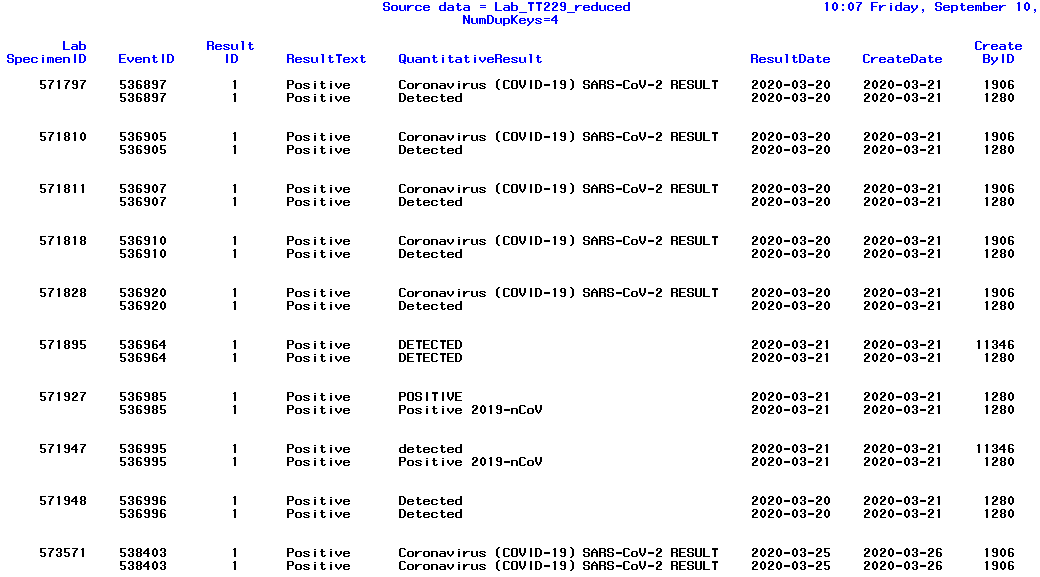 Source data = Lab_TT229_reduced 10:07 Friday, September 10,
NumDupKeys=4
Lab Result Create
SpecimenID EventID ID ResultText QuantitativeResult ResultDate CreateDate ByID
571797 536897 1 Positive Coronavirus (COVID-19) SARS-CoV-2 RESULT 2020-03-20 2020-03-21 1906
536897 1 Positive Detected 2020-03-20 2020-03-21 1280
571810 536905 1 Positive Coronavirus (COVID-19) SARS-CoV-2 RESULT 2020-03-20 2020-03-21 1906
536905 1 Positive Detected 2020-03-20 2020-03-21 1280
571811 536907 1 Positive Coronavirus (COVID-19) SARS-CoV-2 RESULT 2020-03-20 2020-03-21 1906
536907 1 Positive Detected 2020-03-20 2020-03-21 1280
571818 536910 1 Positive Coronavirus (COVID-19) SARS-CoV-2 RESULT 2020-03-20 2020-03-21 1906
536910 1 Positive Detected 2020-03-20 2020-03-21 1280
571828 536920 1 Positive Coronavirus (COVID-19) SARS-CoV-2 RESULT 2020-03-20 2020-03-21 1906
536920 1 Positive Detected 2020-03-20 2020-03-21 1280
571895 536964 1 Positive DETECTED 2020-03-21 2020-03-21 11346
536964 1 Positive DETECTED 2020-03-21 2020-03-21 1280
571927 536985 1 Positive POSITIVE 2020-03-21 2020-03-21 1280
536985 1 Positive Positive 2019-nCoV 2020-03-21 2020-03-21 1280
571947 536995 1 Positive detected 2020-03-21 2020-03-21 11346
536995 1 Positive Positive 2019-nCoV 2020-03-21 2020-03-21 1280
571948 536996 1 Positive Detected 2020-03-20 2020-03-21 1280
536996 1 Positive Detected 2020-03-20 2020-03-21 1280
573571 538403 1 Positive Coronavirus (COVID-19) SARS-CoV-2 RESULT 2020-03-25 2020-03-26 1906
538403 1 Positive Coronavirus (COVID-19) SARS-CoV-2 RESULT 2020-03-25 2020-03-26 1906